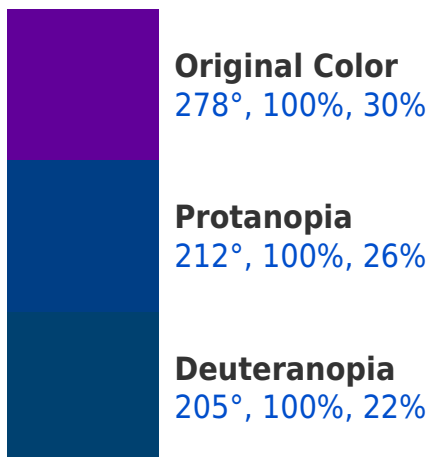 Original Color
278°, 100%, 30%
Protanopia
212°, 100%, 26%
Deuteranopia
205°, 100%, 22%